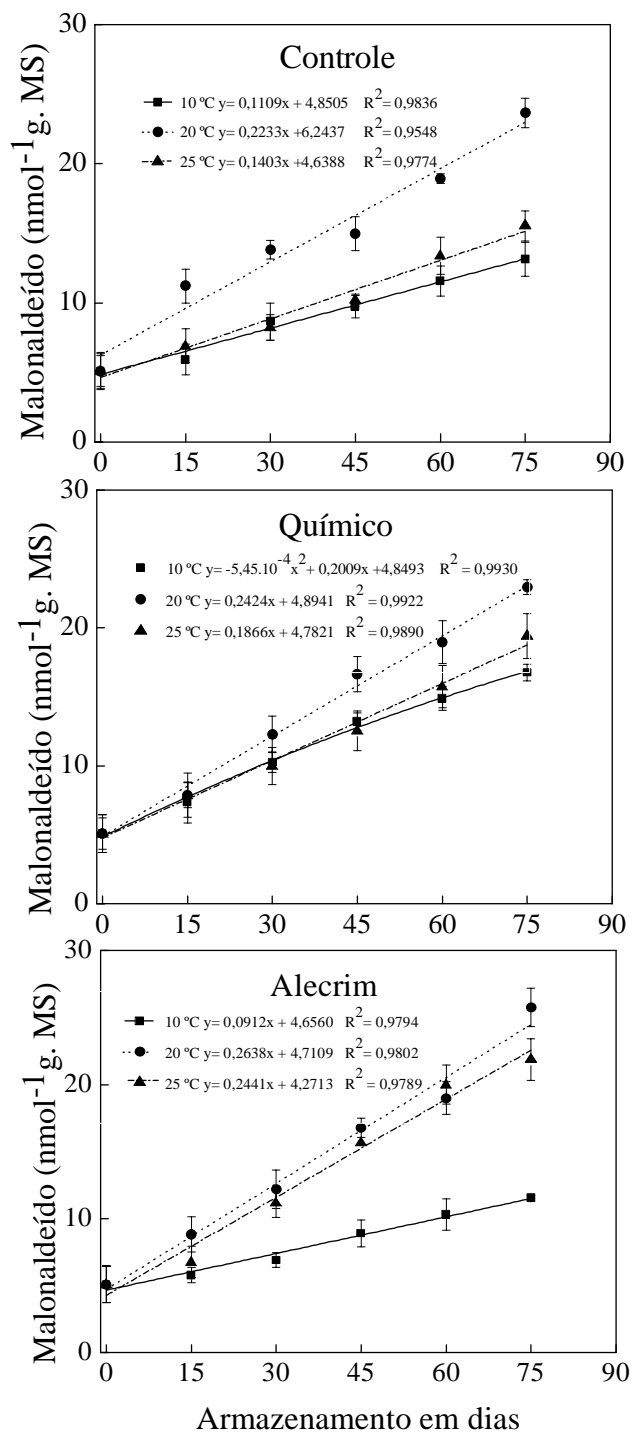 Malonaldeído (nmol⁻¹g. MS)
30
20
10
0
Controle
10 ºC y= 0,1109x + 4,8505 R²= 0,9836
20 ºC y= 0,2233x +6,2437 R²= 0,9548
25 ºC y= 0,1403x +4,6388 R²= 0,9774
0 15 30 45 60 75 90
Malonaldeído (nmol⁻¹g. MS)
30
20
10
0
Químico
10 ºC y= -5,45.10⁻⁴x²+ 0,2009x +4,8493 R²= 0,9930
20 ºC y= 0,2424x + 4,8941 R²= 0,9922
25 ºC y= 0,1866x + 4,7821 R²= 0,9890
0 15 30 45 60 75 90
Malonaldeído (nmol⁻¹g. MS)
30
20
10
0
Alecrim
10 ºC y= 0,0912x + 4,6560 R²= 0,9794
20 ºC y= 0,2638x + 4,7109 R²= 0,9802
25 ºC y= 0,2441x + 4,2713 R²= 0,9789
0 15 30 45 60 75 90
Armazenamento em dias